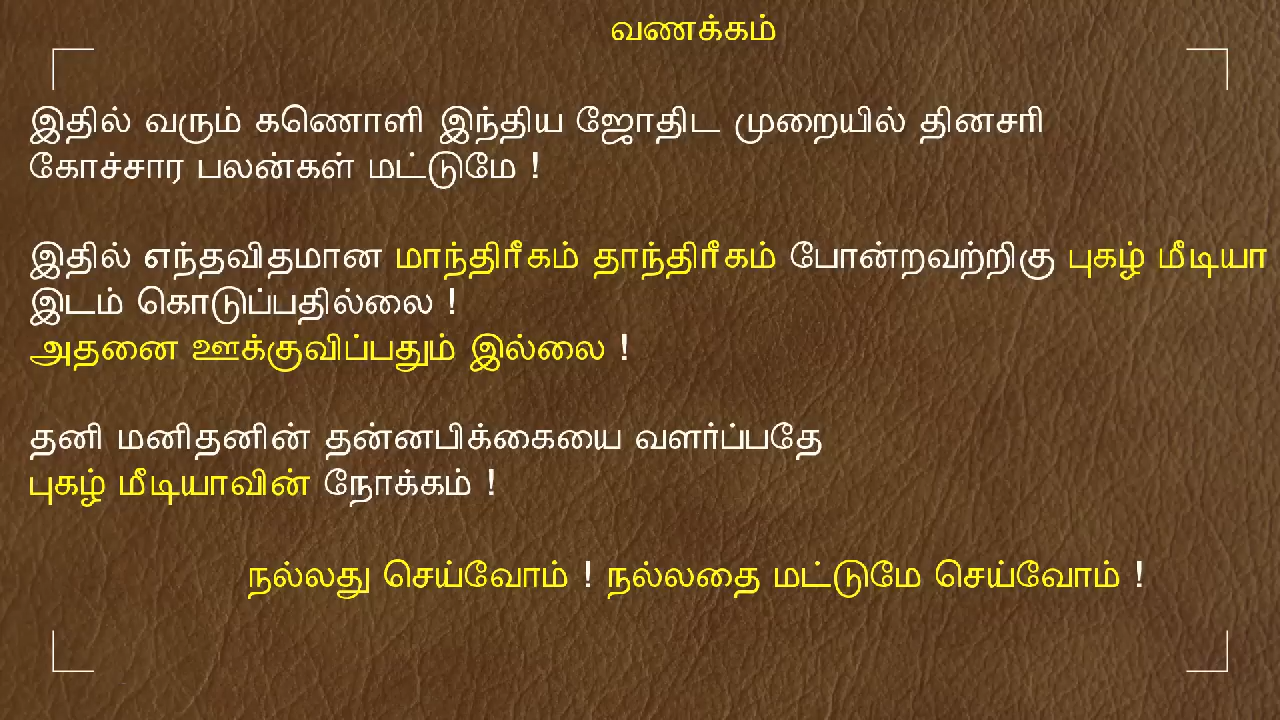 வணக்கம்
இதில் வரும் கணொளி இந்திய ஜோதிட முறையில் தினசரி
கோச்சார பலன்கள் மட்டுமே !
இதில் எந்தவிதமான மாந்திரீகம் தாந்திரீகம் போன்றவற்றிகு புகழ் மீடியா
இடம் கொடுப்பதில்லை !
அதனை ஊக்குவிப்பதும் இல்லை !
தனி மனிதனின் தன்னபிக்கையை வளர்ப்பதே
புகழ் மீடியாவின் நோக்கம் !
நல்லது செய்வோம் ! நல்லதை மட்டுமே செய்வோம் !